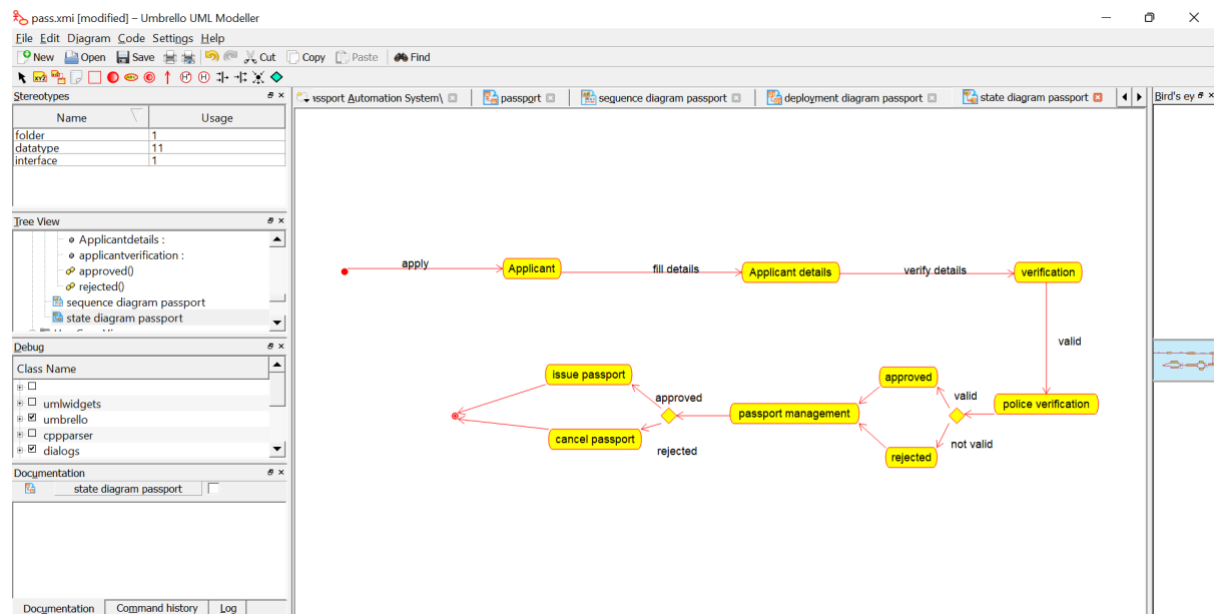 pass.xmi [modified] – Umbrello UML Modeller
File Edit Diagram Code Settings Help
New Open Save Cut Copy Paste Find
Stereotypes
Name Usage
folder 1
datatype 11
interface 1
Tree View
Applicantdetails :
applicantverification :
approved()
rejected()
sequence diagram passport
state diagram passport
Debug
Class Name
umlwidgets
umbrello
cppparser
dialogs
Documentation
state diagram passport
Documentation Command history Log
ssport Automation System\ passport sequence diagram passport deployment diagram passport state diagram passport
Bird's ey
apply
Applicant
fill details
Applicant details
verify details
verification
valid
police verification
valid
not valid
approved
rejected
passport management
approved
rejected
issue passport
cancel passport